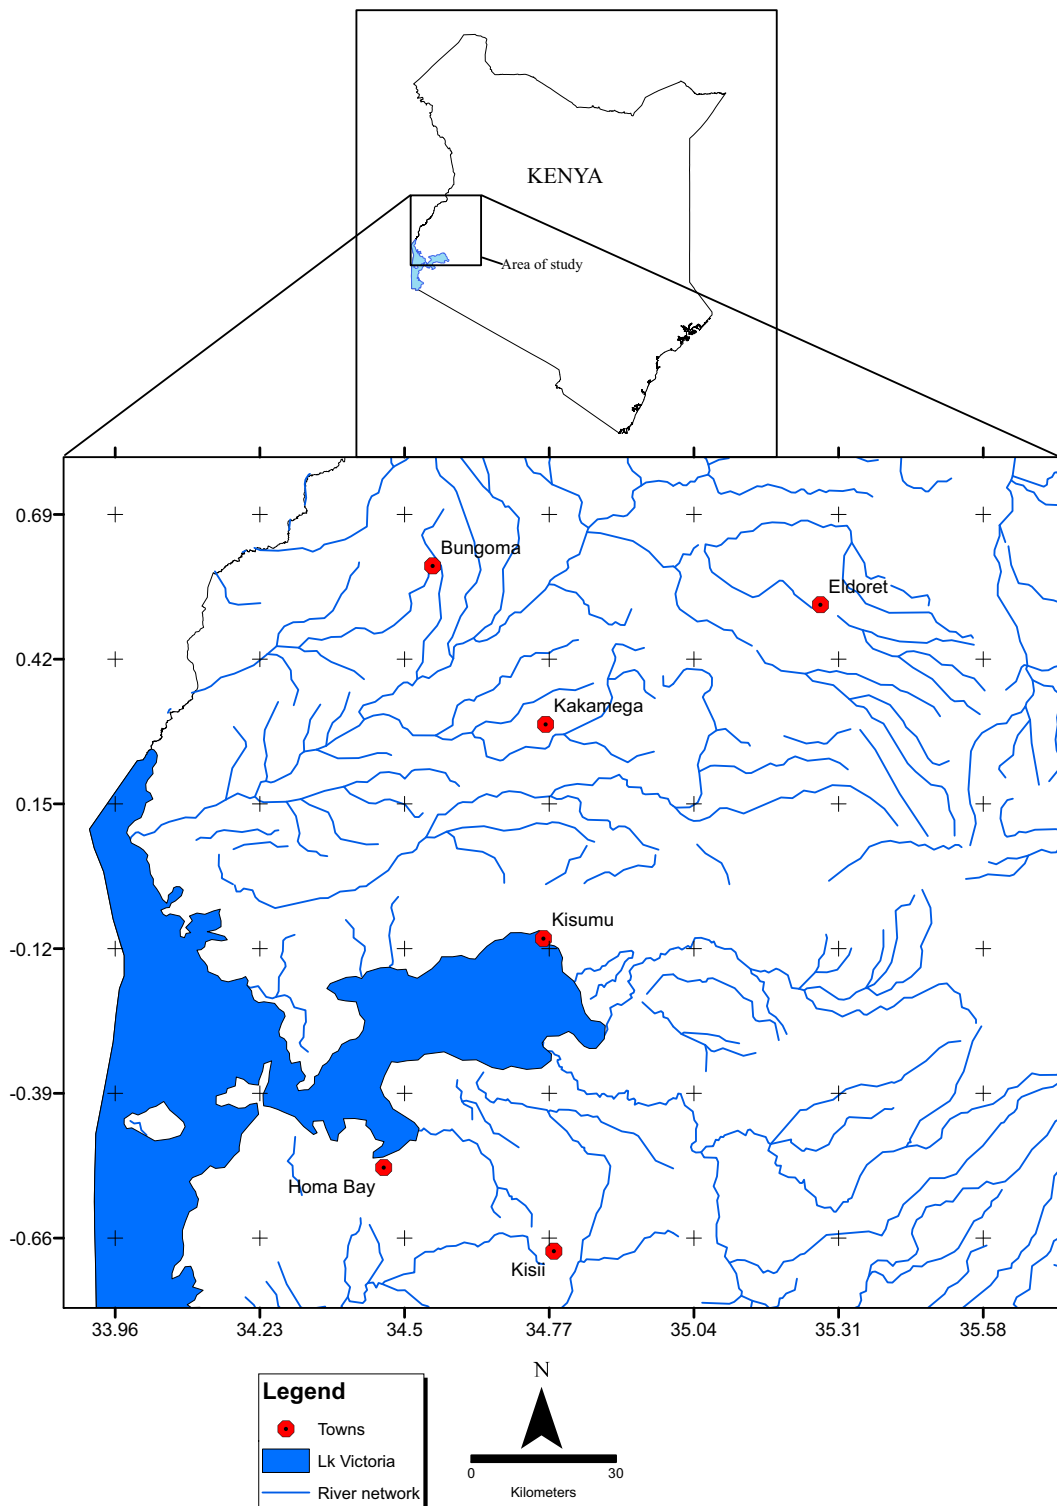 KENYA
Area of study
0.69
Bungoma
Eldoret
0.42
Kakamega
0.15
Kisumu
-0.12
-0.39
Homa Bay
-0.66
Kisii
33.96 34.23 34.5 34.77 35.04 35.31 35.58
Legend
Towns
Lk Victoria
River network
N
0 30
Kilometers